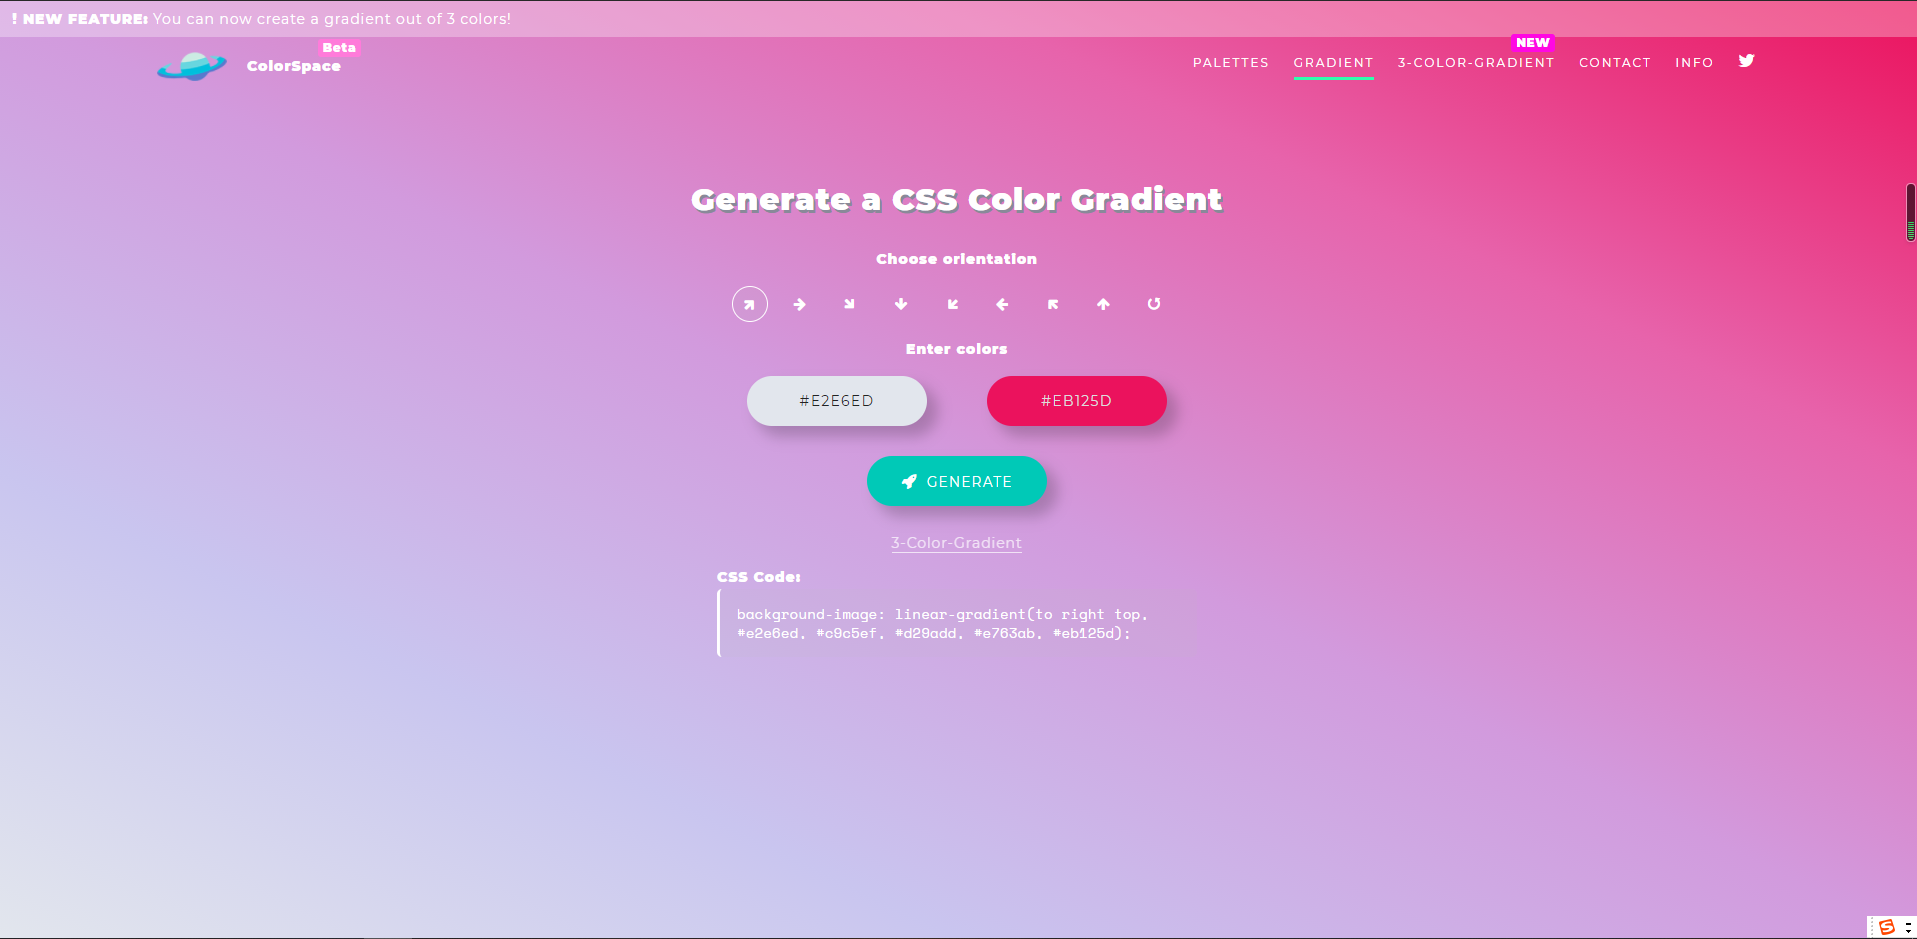 ! NEW FEATURE: You can now create a gradient out of 3 colors!
Beta
ColorSpace
NEW
PALETTES GRADIENT 3-COLOR-GRADIENT CONTACT INFO
Generate a CSS Color Gradient
Choose orientation
Enter colors
#E2E6ED #EB125D
GENERATE
3-Color-Gradient
CSS Code:
background-image: linear-gradient(to right top,
#e2e6ed, #c9c5ef, #d29add, #e763ab, #eb125d);